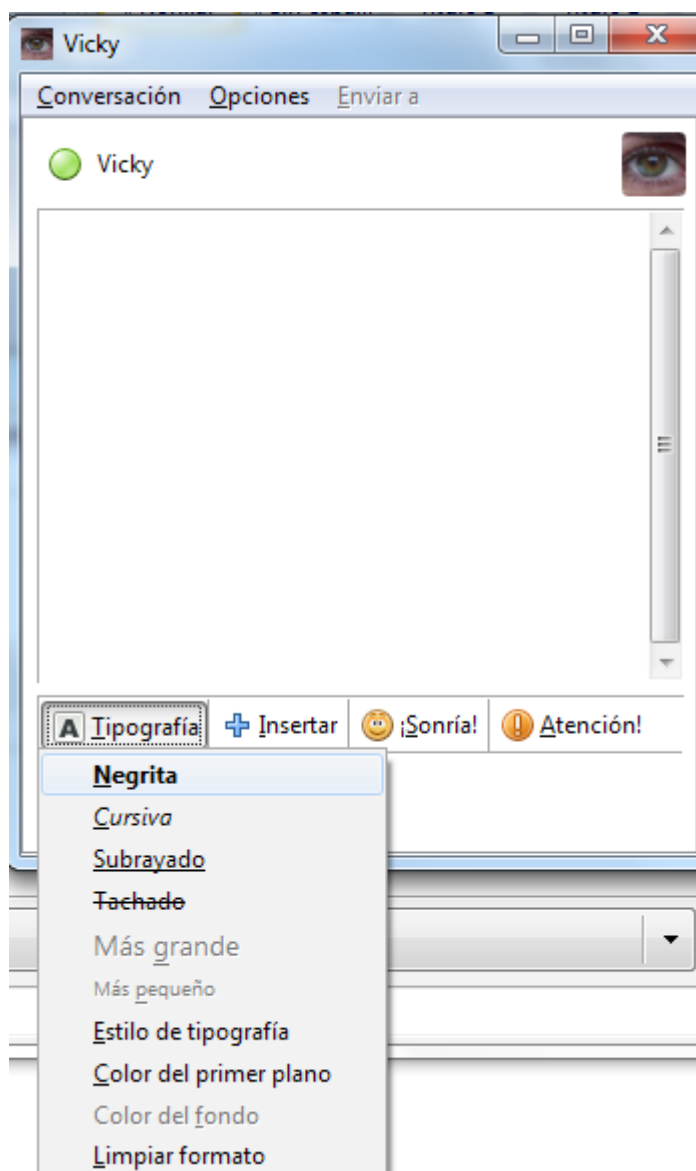 Vicky
Conversación Opciones Enviar a
Vicky
A Tipografía Insertar ¡Sonría! Atención!
Negrita
Cursiva
Subrayado
Tachado
Más grande
Más pequeño
Estilo de tipografía
Color del primer plano
Color del fondo
Limpiar formato